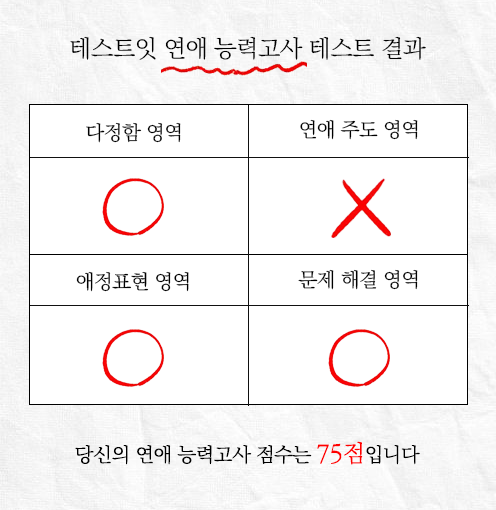 테스트잇 연애 능력고사 테스트 결과
다정함 영역
연애 주도 영역
애정표현 영역
문제 해결 영역
당신의 연애 능력고사 점수는 75점입니다